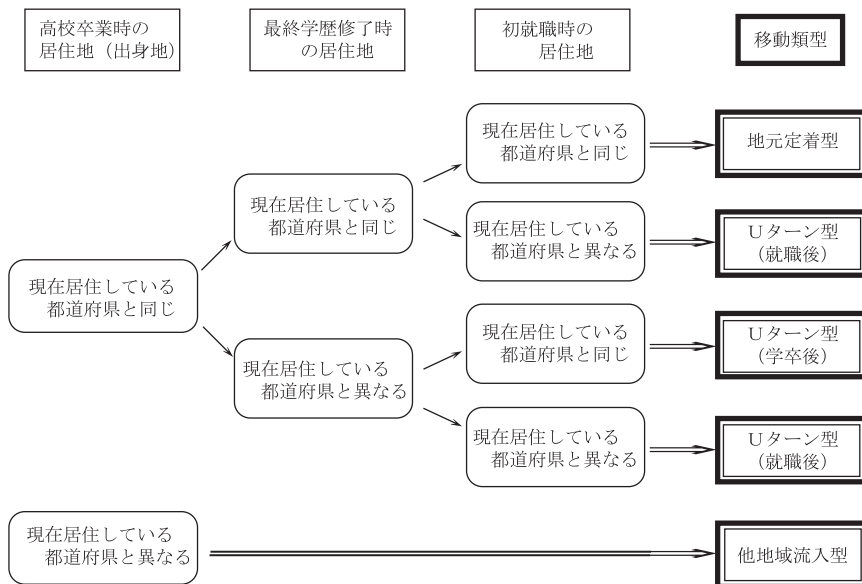 高校卒業時の
居住地（出身地）
最終学歴修了時
の居住地
初就職時の
居住地
移動類型
現在居住している
都道府県と同じ
地元定着型
現在居住している
都道府県と同じ
現在居住している
都道府県と異なる
Uターン型
（就職後）
現在居住している
都道府県と同じ
現在居住している
都道府県と同じ
Uターン型
（学卒後）
現在居住している
都道府県と異なる
現在居住している
都道府県と異なる
Uターン型
（就職後）
現在居住している
都道府県と異なる
他地域流入型